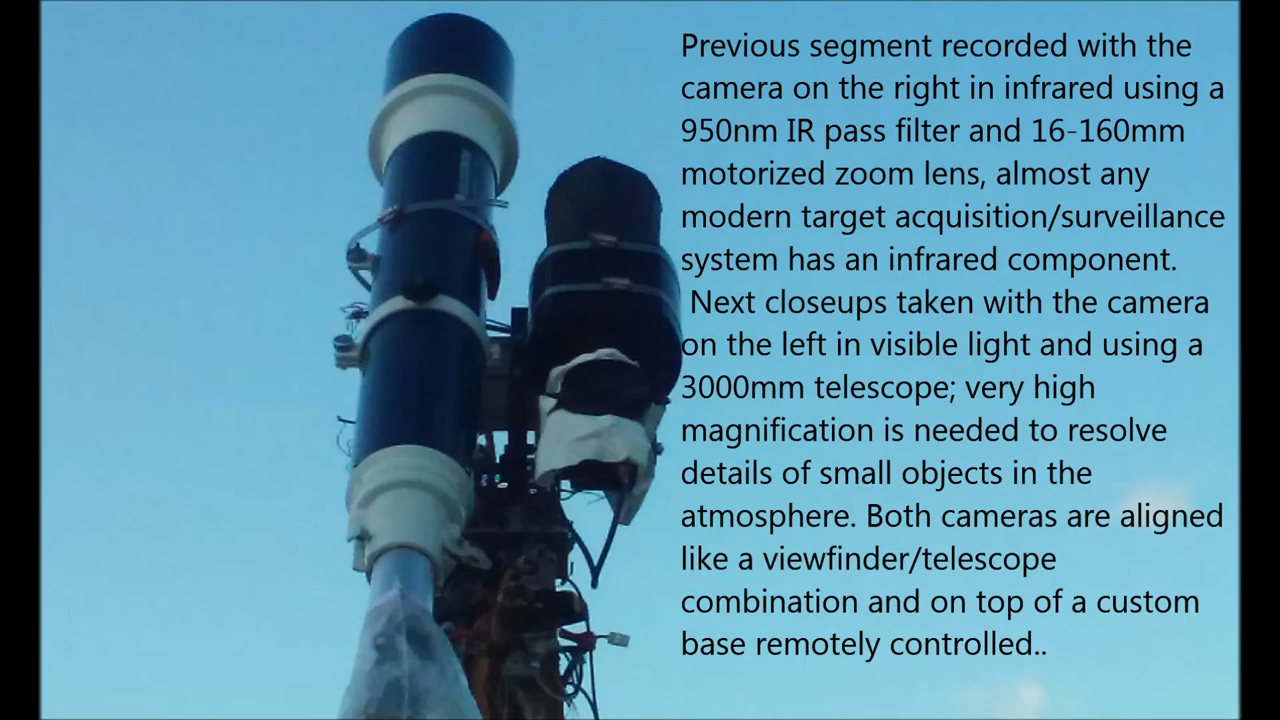 Previous segment recorded with the
camera on the right in infrared using a
950nm IR pass filter and 16-160mm
motorized zoom lens, almost any
modern target acquisition/surveillance
system has an infrared component.
Next closeups taken with the camera
on the left in visible light and using a
3000mm telescope; very high
magnification is needed to resolve
details of small objects in the
atmosphere. Both cameras are aligned
like a viewfinder/telescope
combination and on top of a custom
base remotely controlled..